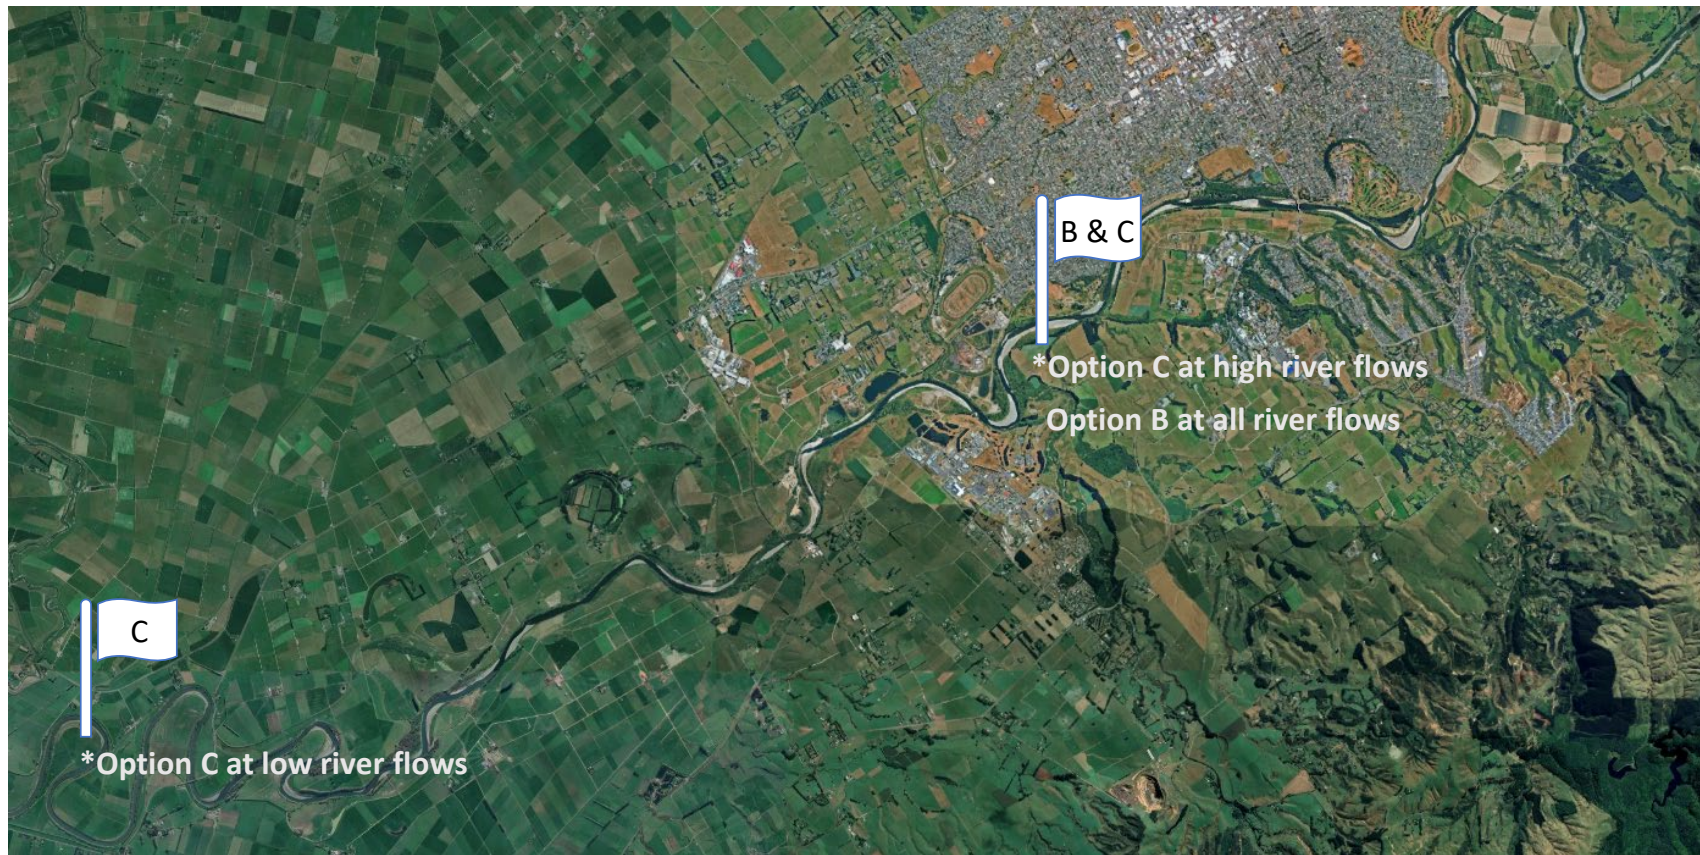 B & C
*Option C at high river flows
Option B at all river flows
C
*Option C at low river flows